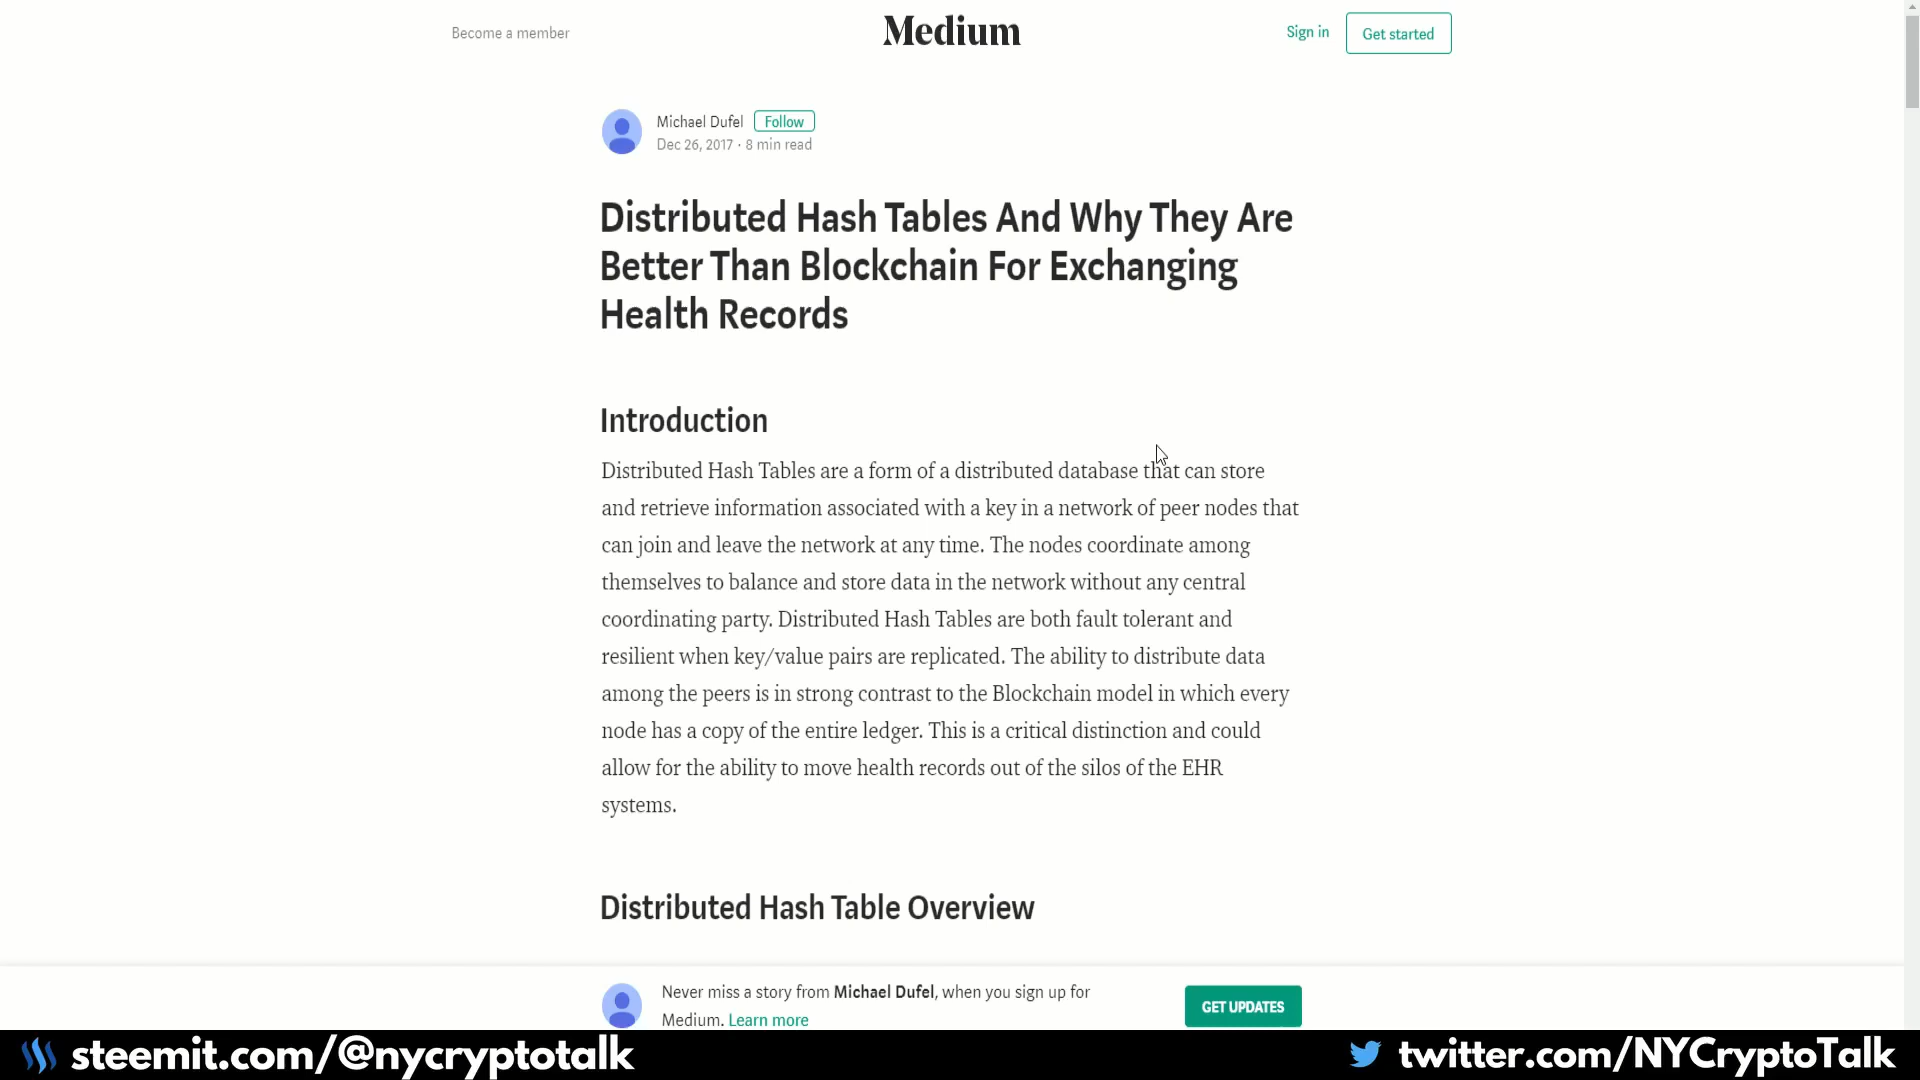 Become a member
Medium
Sign in
Get started
Michael Dufel
Follow
Dec 26, 2017 · 8 min read
Distributed Hash Tables And Why They Are
Better Than Blockchain For Exchanging
Health Records
Introduction
Distributed Hash Tables are a form of a distributed database that can store
and retrieve information associated with a key in a network of peer nodes that
can join and leave the network at any time. The nodes coordinate among
themselves to balance and store data in the network without any central
coordinating party. Distributed Hash Tables are both fault tolerant and
resilient when key/value pairs are replicated. The ability to distribute data
among the peers is in strong contrast to the Blockchain model in which every
node has a copy of the entire ledger. This is a critical distinction and could
allow for the ability to move health records out of the silos of the EHR
systems.
Distributed Hash Table Overview
Never miss a story from Michael Dufel, when you sign up for
Medium. Learn more
GET UPDATES
steemit.com/@nycryptotalk
twitter.com/NYCryptoTalk